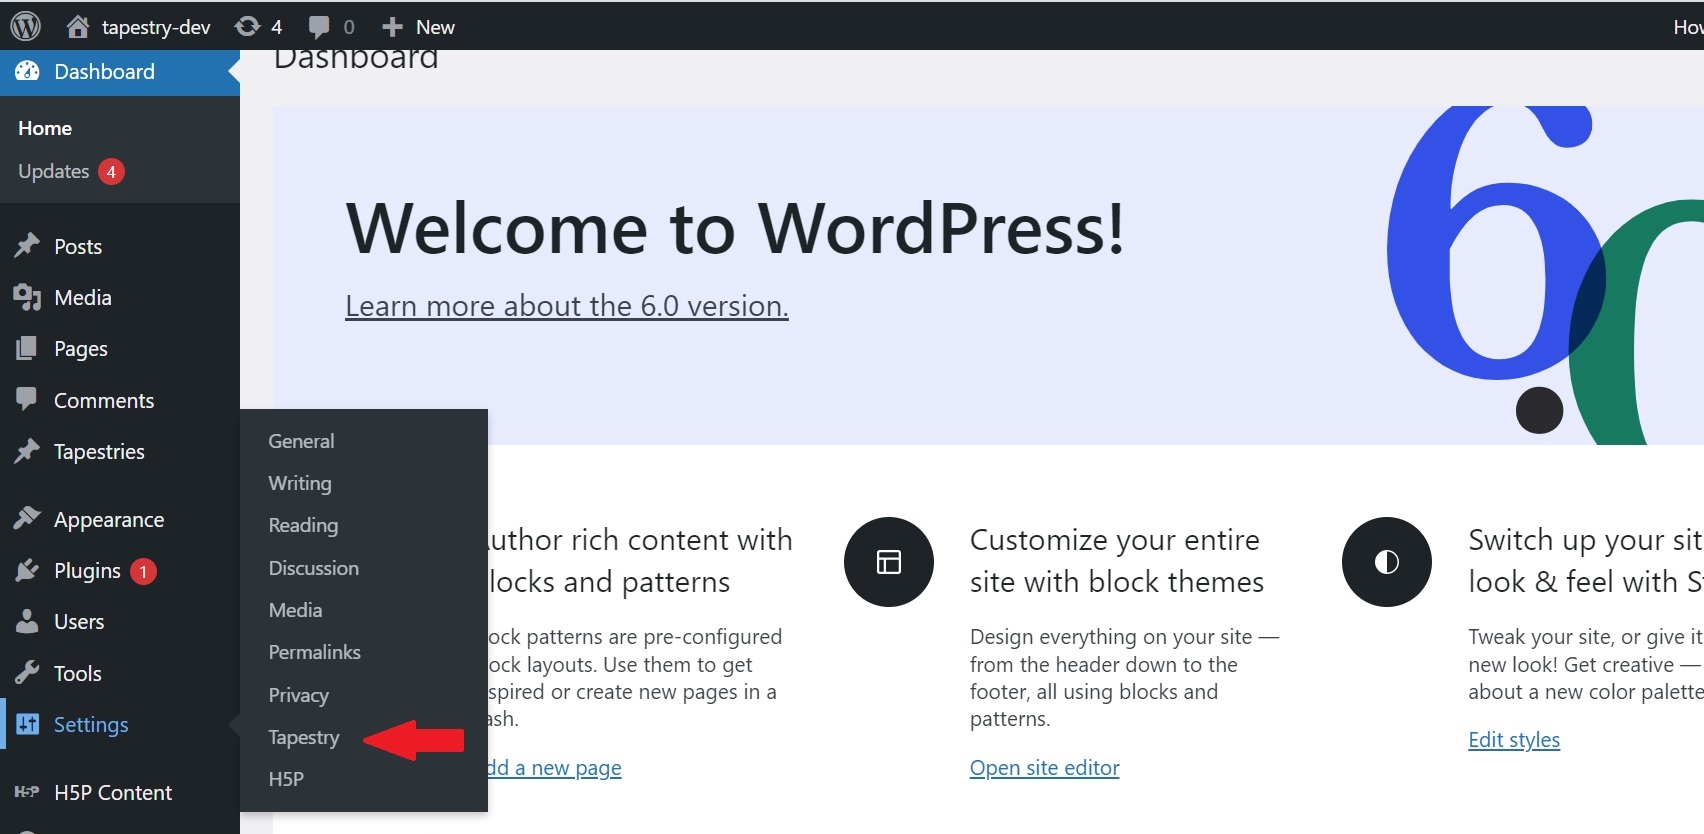 tapestry-dev 4 0 New
Dashboard
Dashboard
Home
Updates 4
Posts
Media
Pages
Comments
Tapestries
Appearance
Plugins 1
Users
Tools
Settings
H5P H5P Content
General
Writing
Reading
Discussion
Media
Permalinks
Privacy
Tapestry
H5P
Welcome to WordPress!
Learn more about the 6.0 version.
6.0
uthor rich content with
locks and patterns
ock patterns are pre-configured
ock layouts. Use them to get
spired or create new pages in a
ash.
dd a new page
Customize your entire
site with block themes
Design everything on your site —
from the header down to the
footer, all using blocks and
patterns.
Open site editor
Switch up your sit
look & feel with St
Tweak your site, or give it
new look! Get creative —
about a new color palette
Edit styles